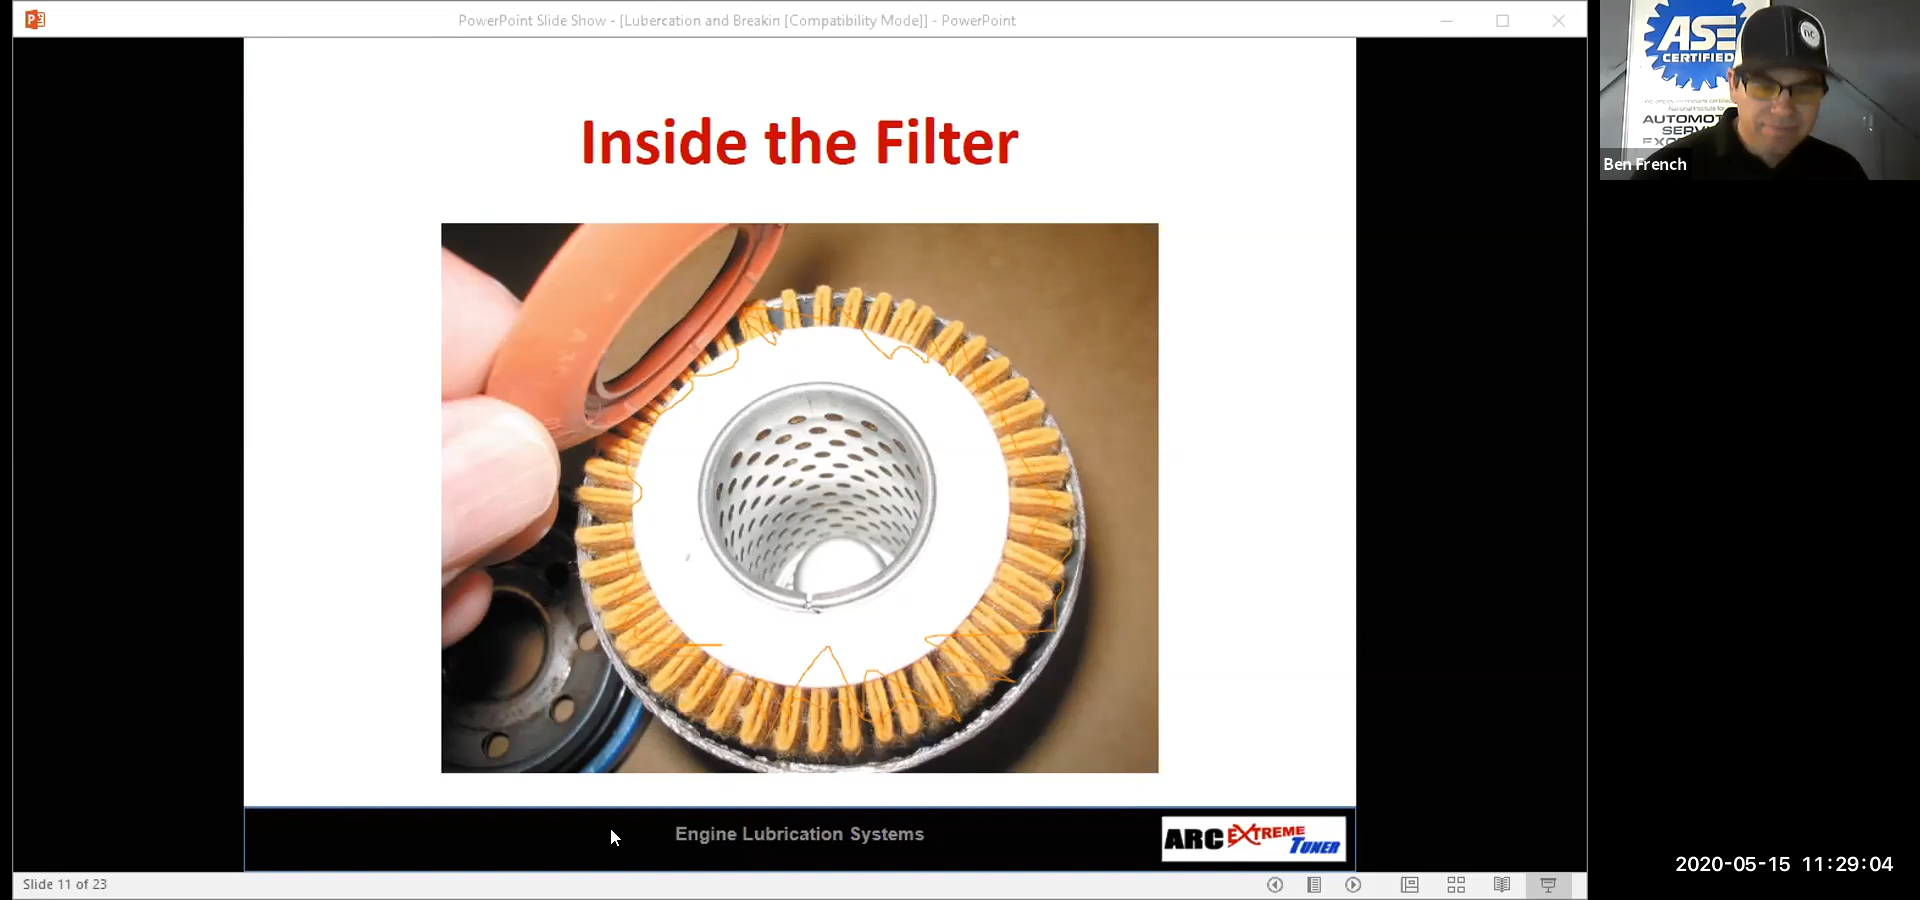 PowerPoint Slide Show - [Lubercation and Breakin [Compatibility Mode]] - PowerPoint
Inside the Filter
Engine Lubrication Systems
ARC EXTREME
TUNER
Slide 11 of 23
ASE
CERTIFIED
AUTOMOT
SERV
Ben French
2020-05-15 11:29:04